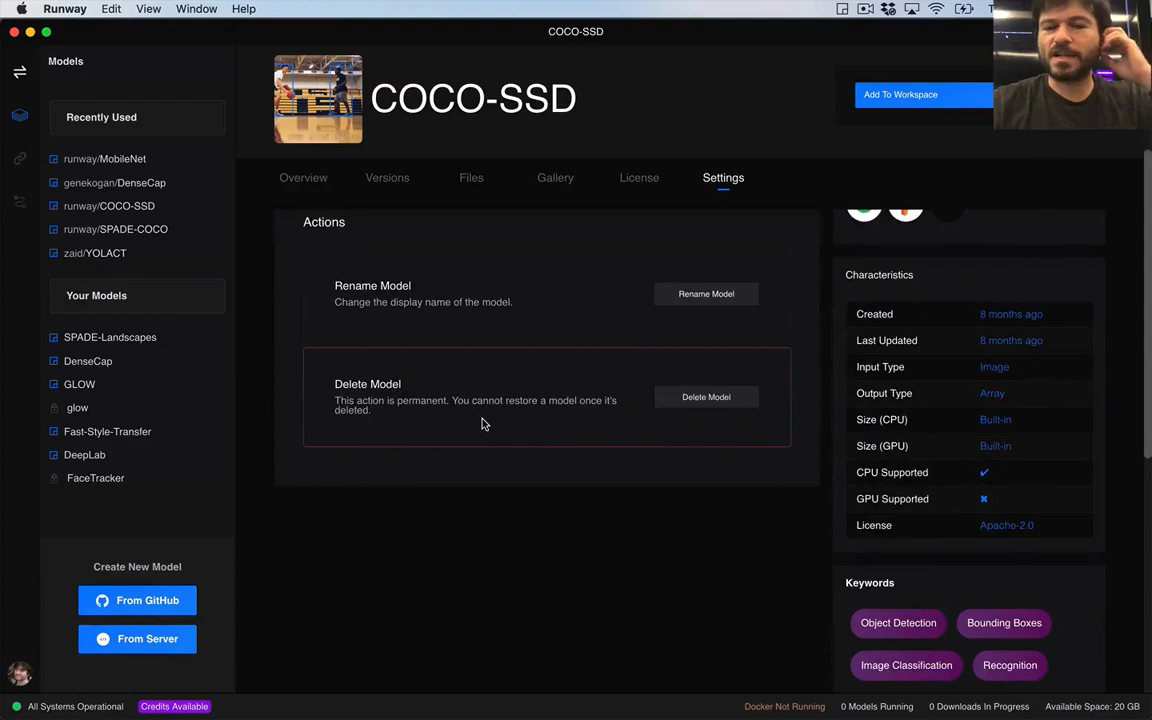 Runway Edit View Window Help
COCO-SSD
Models
Recently Used
runway/MobileNet
genekogan/DenseCap
runway/COCO-SSD
runway/SPADE-COCO
zaid/YOLACT
Your Models
SPADE-Landscapes
DenseCap
GLOW
glow
Fast-Style-Transfer
DeepLab
FaceTracker
Create New Model
From GitHub
From Server
COCO-SSD
Add To Workspace
Overview Versions Files Gallery License Settings
Actions
Rename Model
Change the display name of the model.
Rename Model
Delete Model
This action is permanent. You cannot restore a model once it's
deleted.
Delete Model
Characteristics
Created 8 months ago
Last Updated 8 months ago
Input Type Image
Output Type Array
Size (CPU) Built-in
Size (GPU) Built-in
CPU Supported ✔
GPU Supported ✖
License Apache-2.0
Keywords
Object Detection Bounding Boxes
Image Classification Recognition
All Systems Operational Credits Available Docker Not Running 0 Models Running 0 Downloads In Progress Available Space: 20 GB